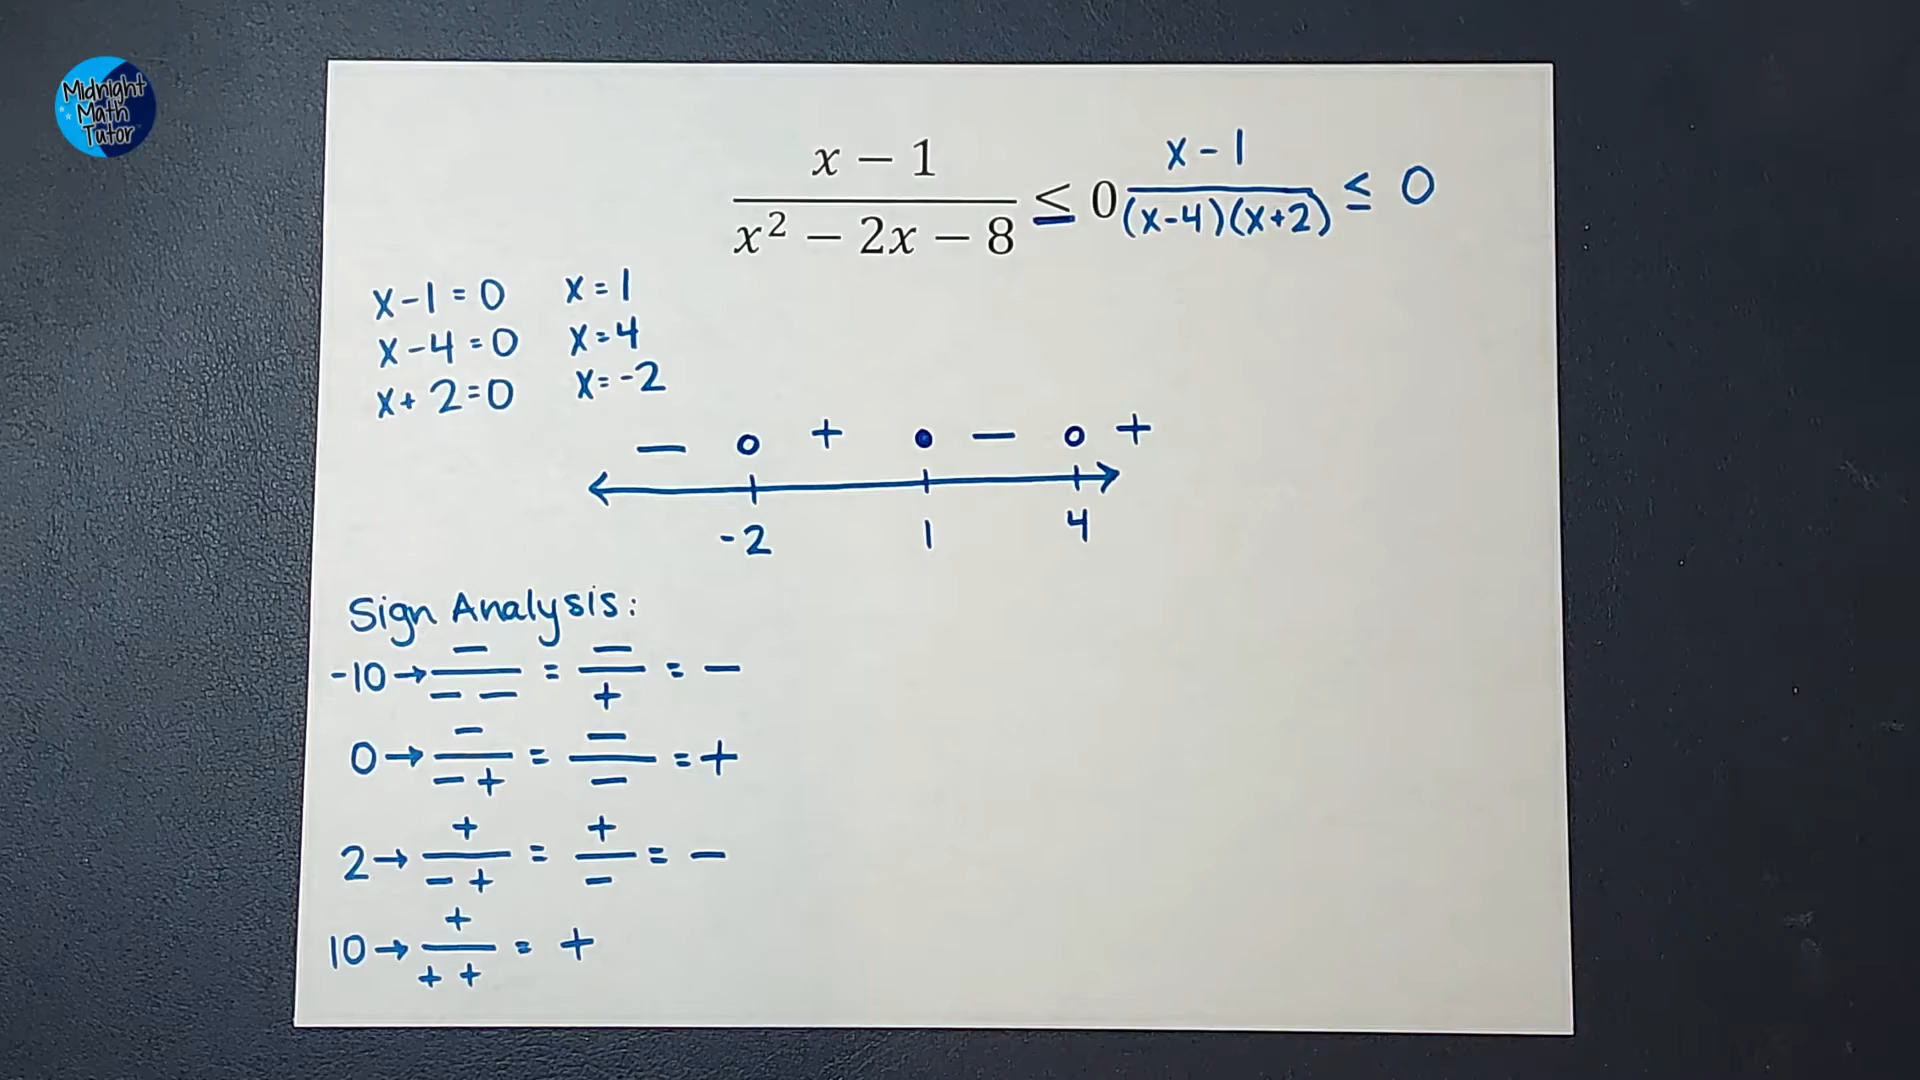 Midnight
Math
Tutor
x − 1
x² − 2x − 8
≤ 0
x - 1
(x-4)(x+2)
≤ 0
x-1=0 x=1
x-4=0 x=4
x+2=0 x=-2
— o + • — o +
-2 1 4
Sign Analysis:
-10 → —/— — = —/+ = —
0 → —/— + = —/— = +
2 → +/— + = +/— = —
10 → +/+ + = +